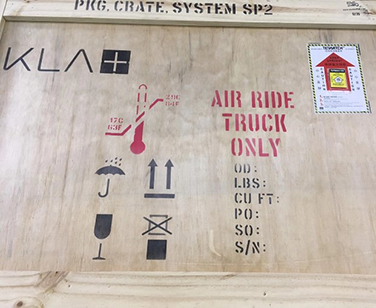 PKG, CRATE, SYSTEM SP2
KLA+
29C
84F
17C
63F
AIR RIDE
TRUCK
ONLY
OD:
LBS:
CU FT:
PO:
SO:
S/N:
TILTWATCH